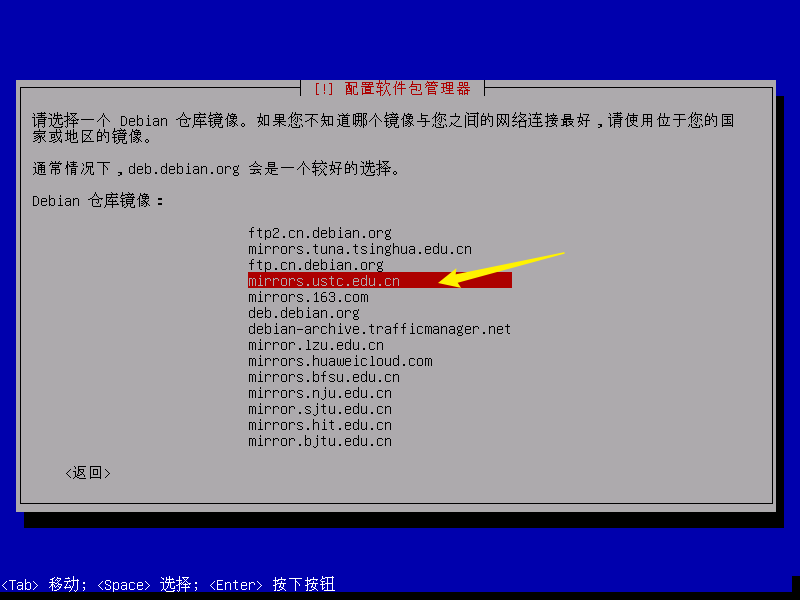 [!] 配置软件包管理器
请选择一个 Debian 仓库镜像。如果您不知道哪个镜像与您之间的网络连接最好，请使用位于您的国
家或地区的镜像。
通常情况下，deb.debian.org 会是一个较好的选择。
Debian 仓库镜像：
ftp2.cn.debian.org
mirrors.tuna.tsinghua.edu.cn
ftp.cn.debian.org
mirrors.ustc.edu.cn
mirrors.163.com
deb.debian.org
debian-archive.trafficmanager.net
mirror.lzu.edu.cn
mirrors.huaweicloud.com
mirrors.bfsu.edu.cn
mirrors.nju.edu.cn
mirror.sjtu.edu.cn
mirrors.hit.edu.cn
mirror.bjtu.edu.cn
<返回>
<Tab> 移动; <Space> 选择; <Enter> 按下按钮